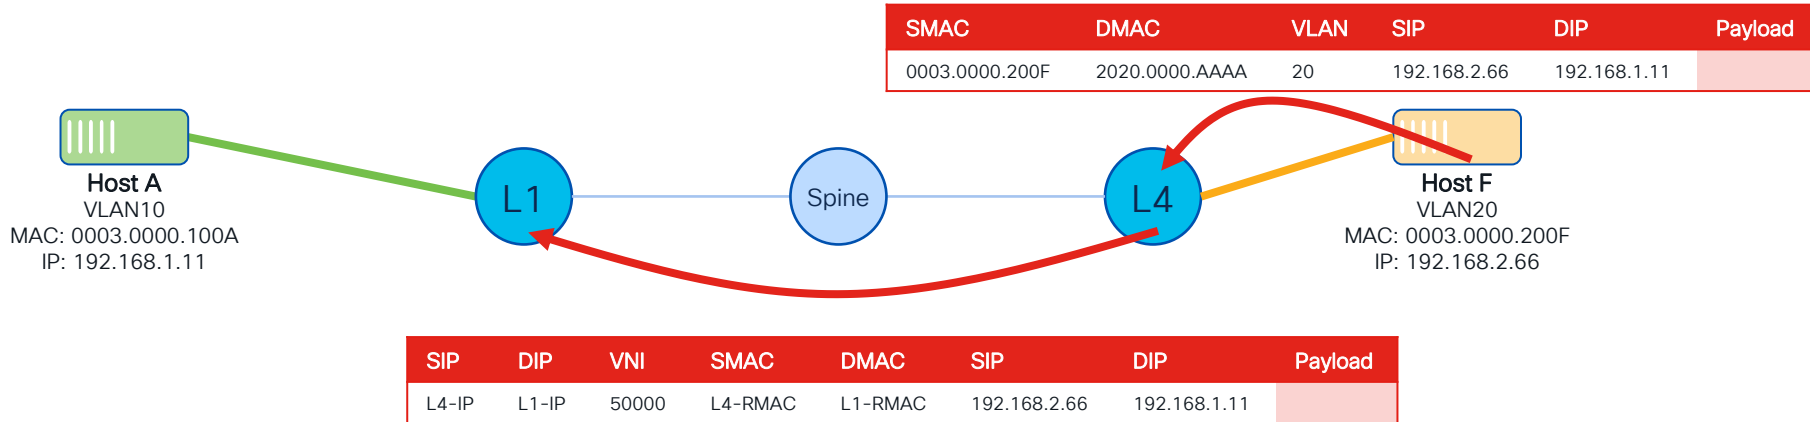 SMAC DMAC VLAN SIP DIP Payload
0003.0000.200F 2020.0000.AAAA 20 192.168.2.66 192.168.1.11
Host A
VLAN10
MAC: 0003.0000.100A
IP: 192.168.1.11
L1
Spine
L4
Host F
VLAN20
MAC: 0003.0000.200F
IP: 192.168.2.66
SIP DIP VNI SMAC DMAC SIP DIP Payload
L4-IP L1-IP 50000 L4-RMAC L1-RMAC 192.168.2.66 192.168.1.11